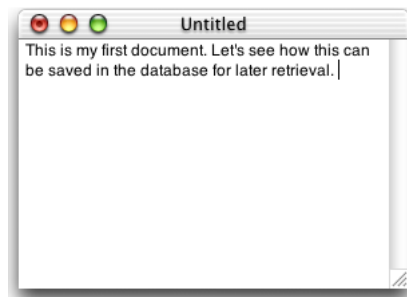 Untitled
This is my first document. Let's see how this can
be saved in the database for later retrieval.